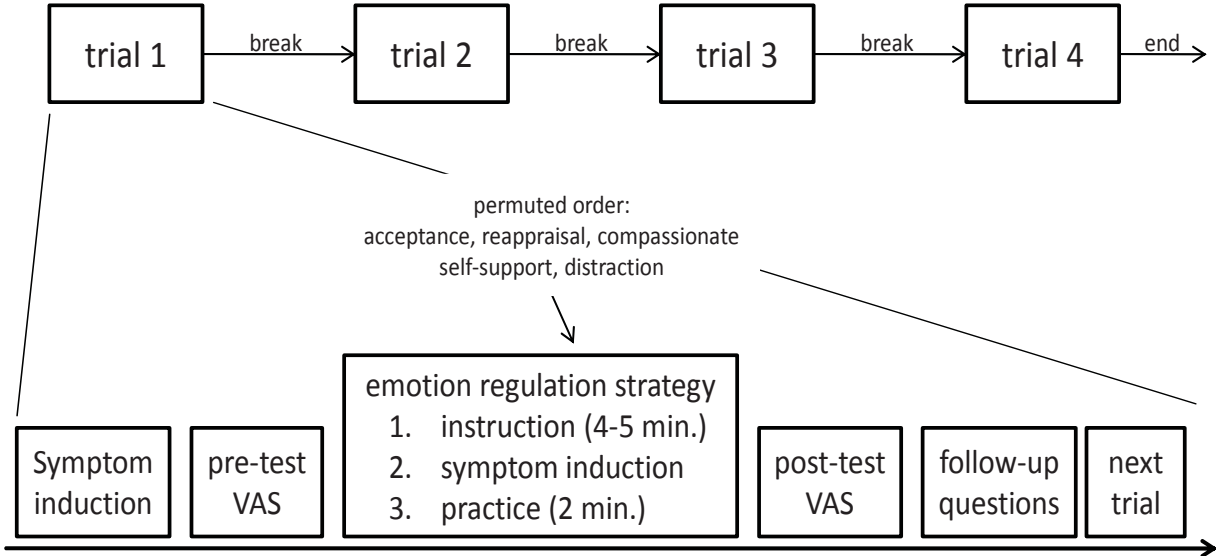 trial 1
break
trial 2
break
trial 3
break
trial 4
end
permuted order:
acceptance, reappraisal, compassionate
self-support, distraction
Symptom
induction
pre-test
VAS
emotion regulation strategy
1. instruction (4-5 min.)
2. symptom induction
3. practice (2 min.)
post-test
VAS
follow-up
questions
next
trial